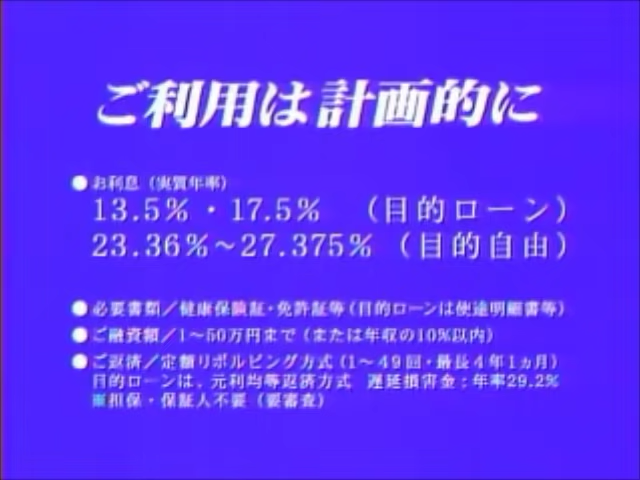 ご利用は計画的に
●お利息（実質年率）
13.5％・17.5％　（目的ローン）
23.36％～27.375％（目的自由）
●必要書類／健康保険証・免許証等（目的ローンは使途明細書等）
●ご融資額／1～50万円まで（または年収の10％以内）
●ご返済／定額リボルビング方式（1～49回・最長4年1ヵ月）
目的ローンは、元利均等返済方式　遅延損害金：年率29.2％
※担保・保証人不要（要審査）